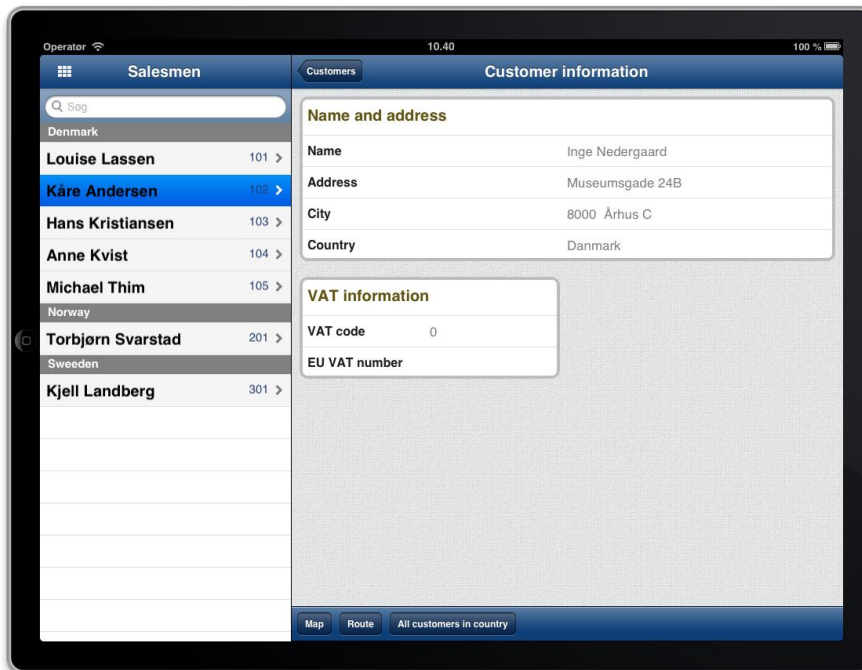 Operatør 10.40 100 %
Salesmen
Søg
Denmark
Louise Lassen 101
Kåre Andersen 102
Hans Kristiansen 103
Anne Kvist 104
Michael Thim 105
Norway
Torbjørn Svarstad 201
Sweeden
Kjell Landberg 301
Customers Customer information
Name and address
Name Inge Nedergaard
Address Museumsgade 24B
City 8000 Århus C
Country Danmark
VAT information
VAT code 0
EU VAT number
Map Route All customers in country